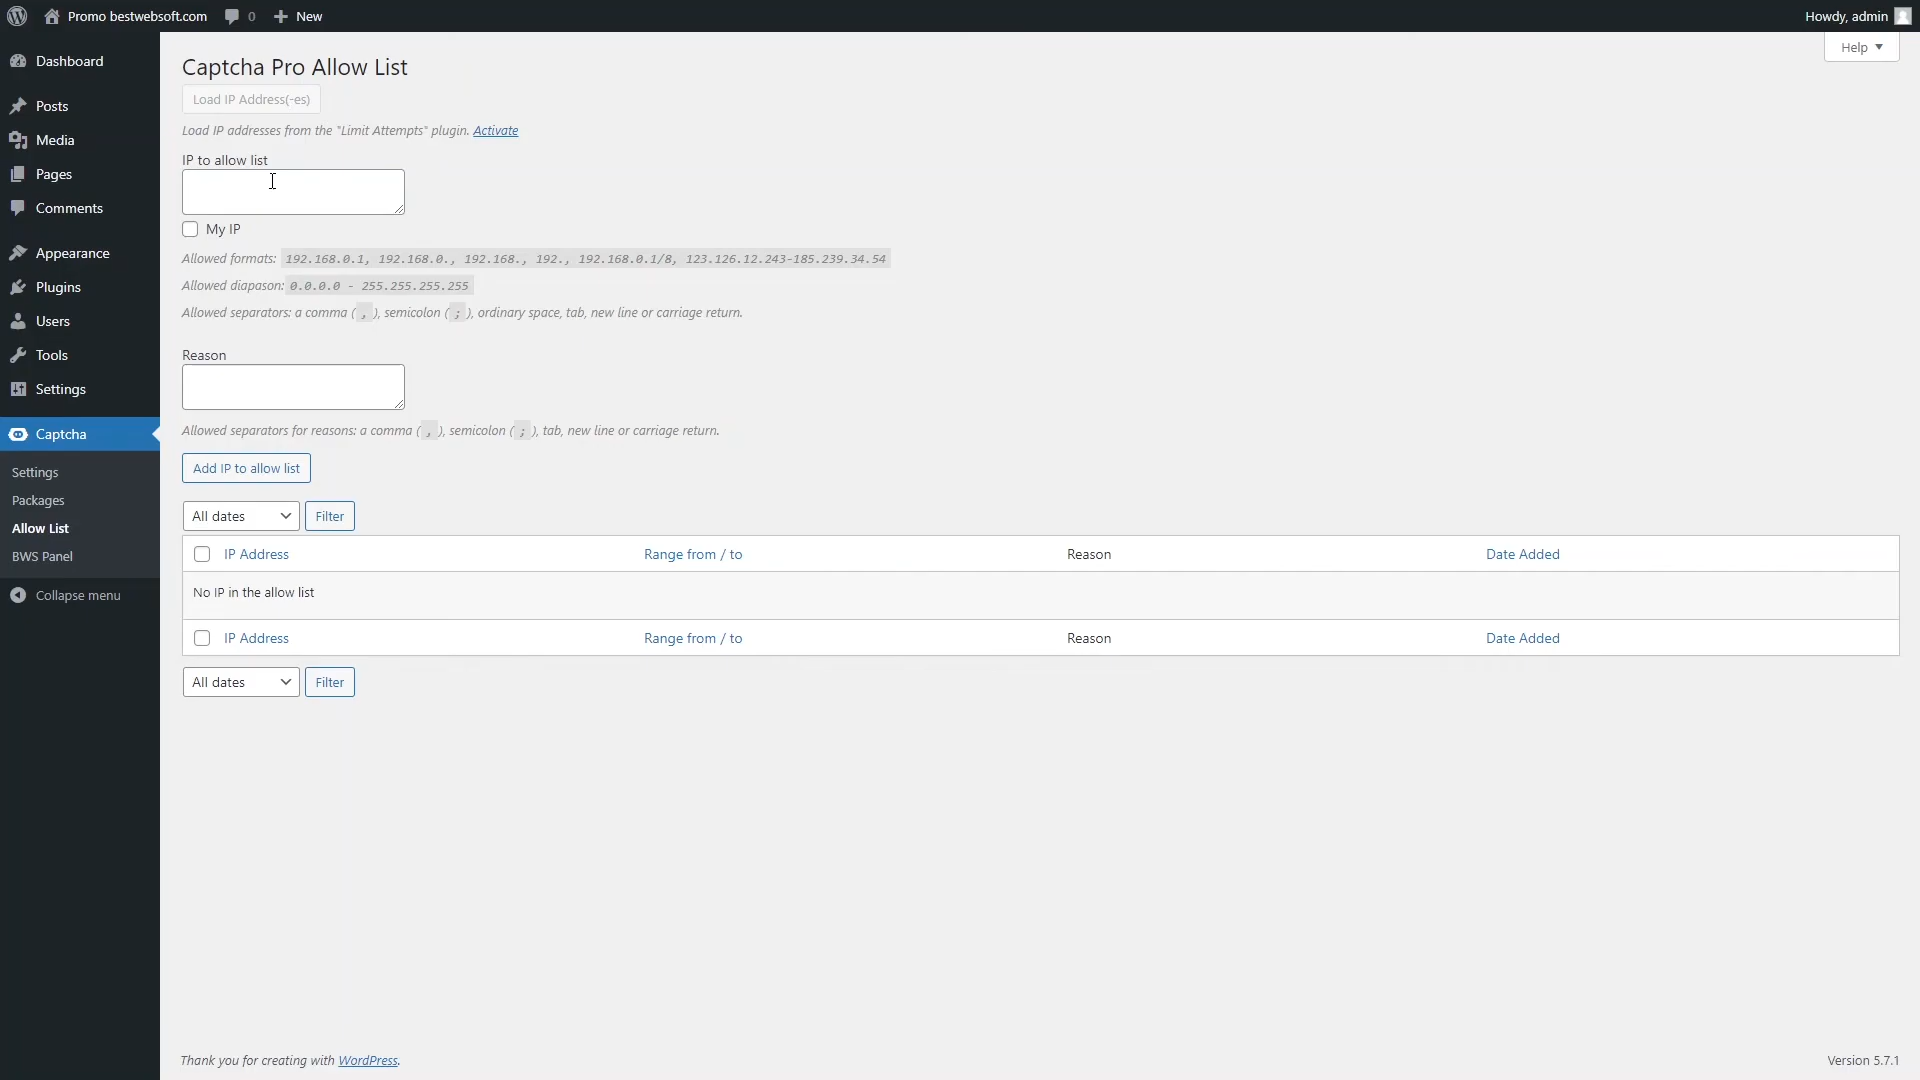 Promo bestwebsoft.com 0 New Howdy, admin
Help
Dashboard
Posts
Media
Pages
Comments
Appearance
Plugins
Users
Tools
Settings
Captcha
Settings
Packages
Allow List
BWS Panel
Collapse menu
Captcha Pro Allow List
Load IP Address(-es)
Load IP addresses from the "Limit Attempts" plugin. Activate
IP to allow list
My IP
Allowed formats: 192.168.0.1, 192.168.0., 192.168., 192., 192.168.0.1/8, 123.126.12.243-185.239.34.54
Allowed diapason: 0.0.0.0 - 255.255.255.255
Allowed separators: a comma ( , ), semicolon ( ; ), ordinary space, tab, new line or carriage return.
Reason
Allowed separators for reasons: a comma ( , ), semicolon ( ; ), tab, new line or carriage return.
Add IP to allow list
All dates Filter
IP Address Range from / to Reason Date Added
No IP in the allow list
IP Address Range from / to Reason Date Added
All dates Filter
Thank you for creating with WordPress. Version 5.7.1